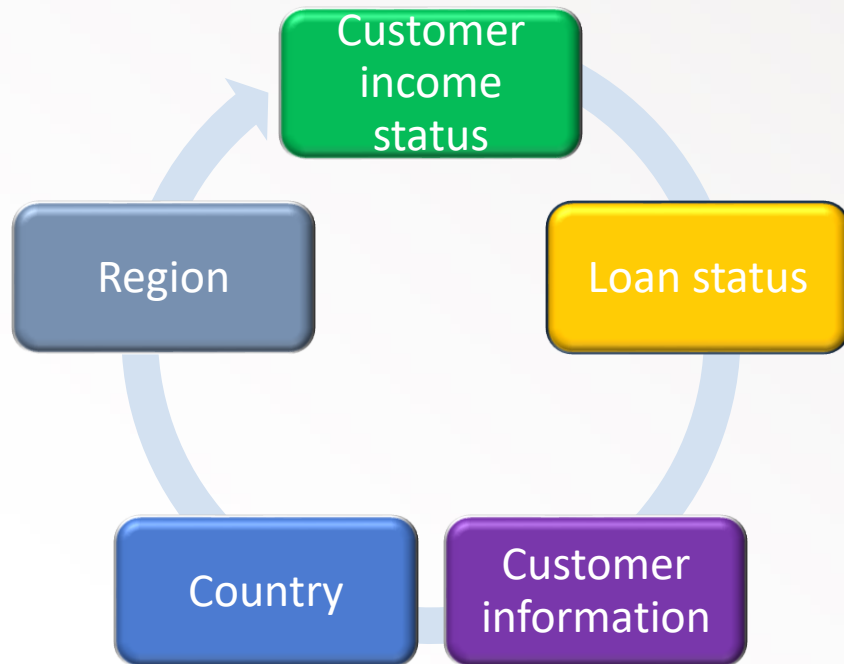 Customer
income
status
Region
Loan status
Country
Customer
information